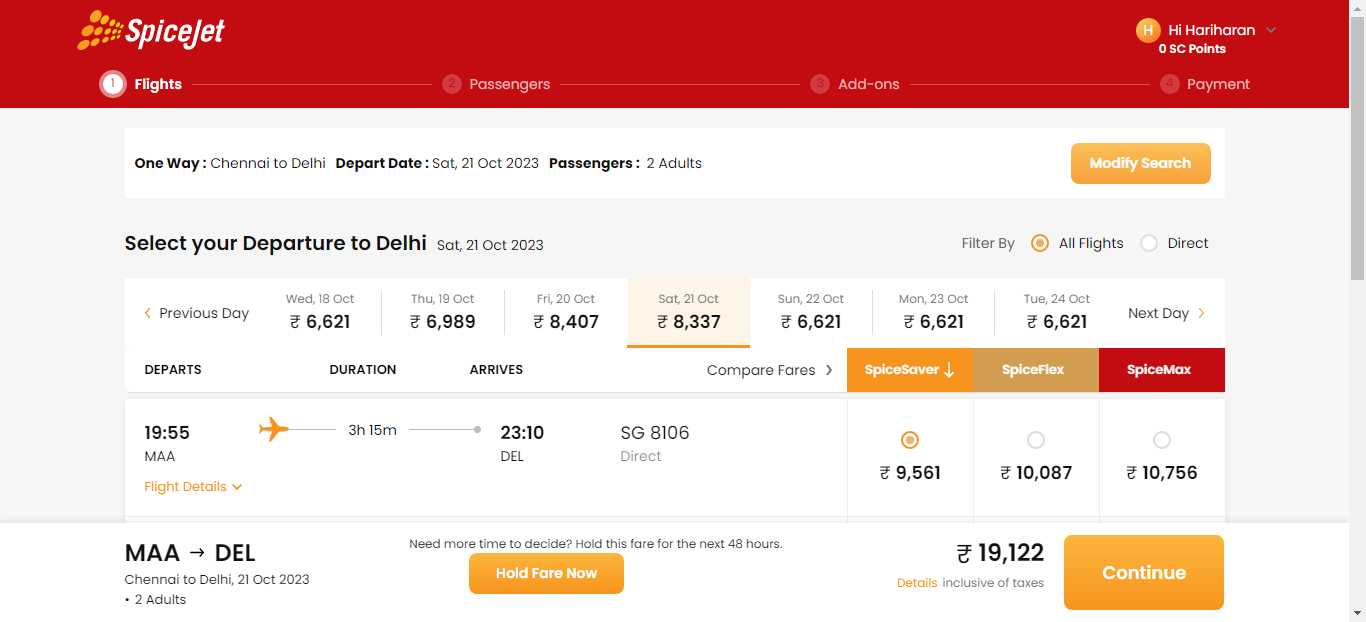 SpiceJet
H Hi Hariharan
0 SC Points
1 Flights 2 Passengers 3 Add-ons 4 Payment
One Way : Chennai to Delhi Depart Date : Sat, 21 Oct 2023 Passengers : 2 Adults Modify Search
Select your Departure to Delhi Sat, 21 Oct 2023 Filter By All Flights Direct
Previous Day Wed, 18 Oct Thu, 19 Oct Fri, 20 Oct Sat, 21 Oct Sun, 22 Oct Mon, 23 Oct Tue, 24 Oct Next Day
₹ 6,621 ₹ 6,989 ₹ 8,407 ₹ 8,337 ₹ 6,621 ₹ 6,621 ₹ 6,621
DEPARTS DURATION ARRIVES Compare Fares SpiceSaver ↓ SpiceFlex SpiceMax
19:55 3h 15m 23:10 SG 8106
MAA DEL Direct
₹ 9,561 ₹ 10,087 ₹ 10,756
Flight Details
MAA → DEL
Chennai to Delhi, 21 Oct 2023
• 2 Adults
Need more time to decide? Hold this fare for the next 48 hours.
Hold Fare Now
₹ 19,122
Details inclusive of taxes
Continue